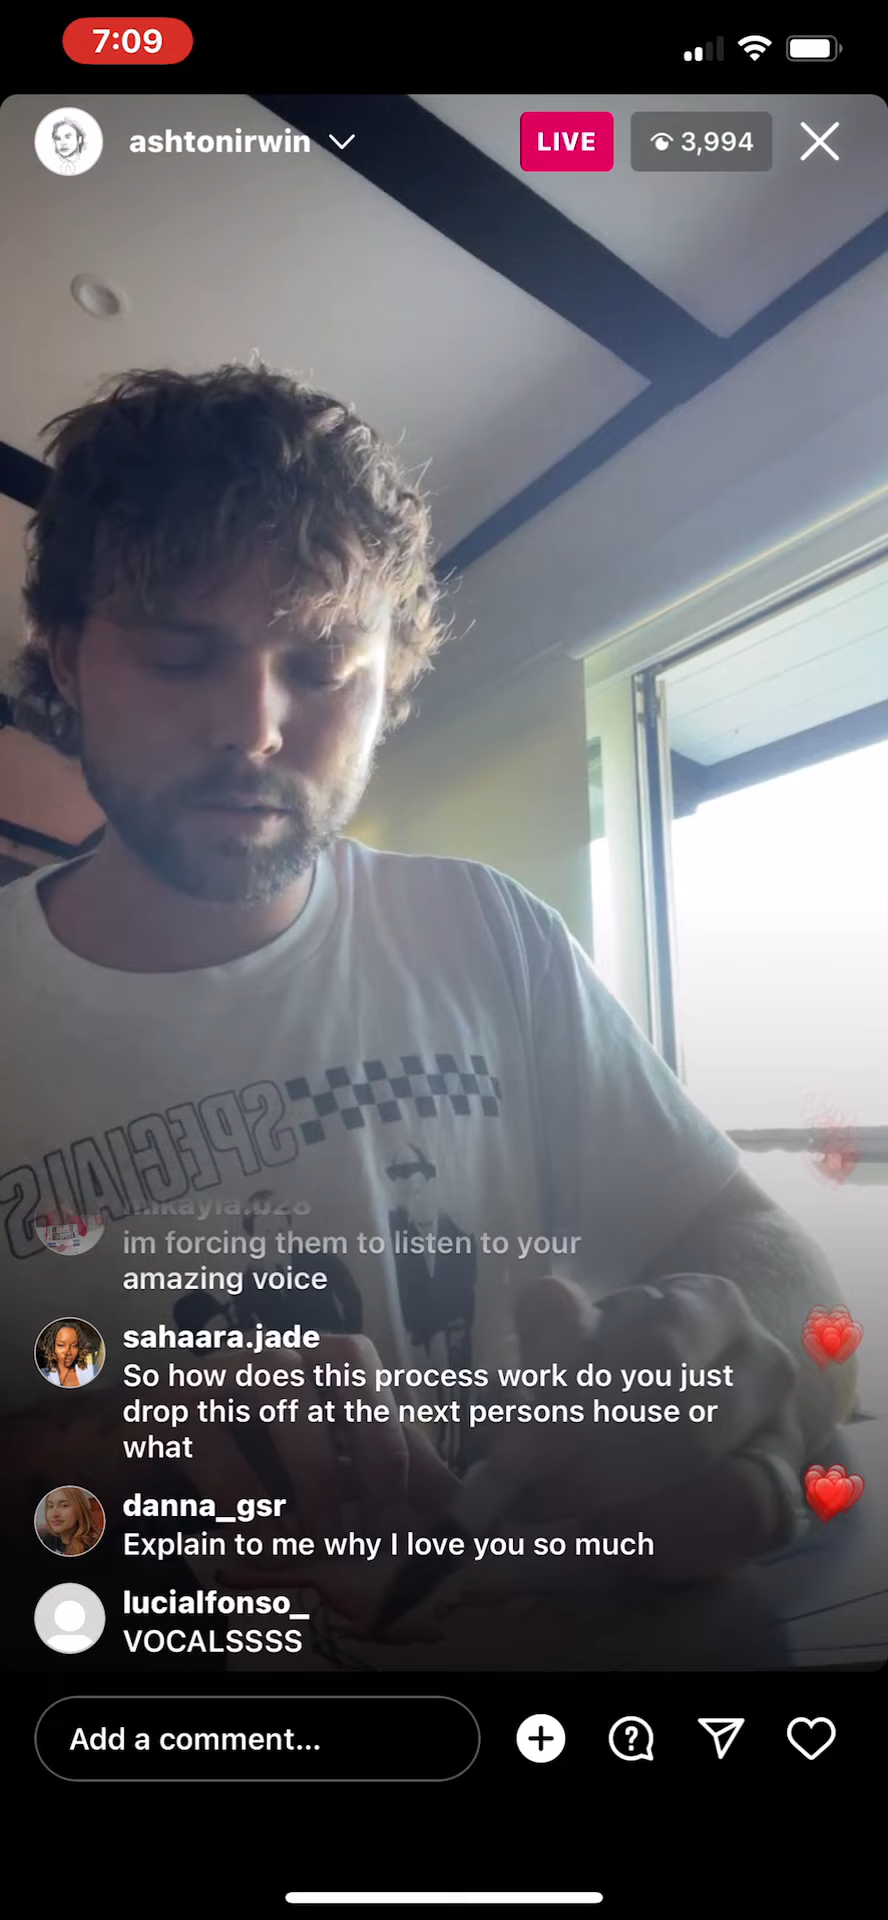 7:09
ashtonirwin
LIVE
3,994
SPECIALS
mikayla.628
im forcing them to listen to your
amazing voice
sahaara.jade
So how does this process work do you just
drop this off at the next persons house or
what
danna_gsr
Explain to me why I love you so much
lucialfonso_
VOCALSSSS
Add a comment...